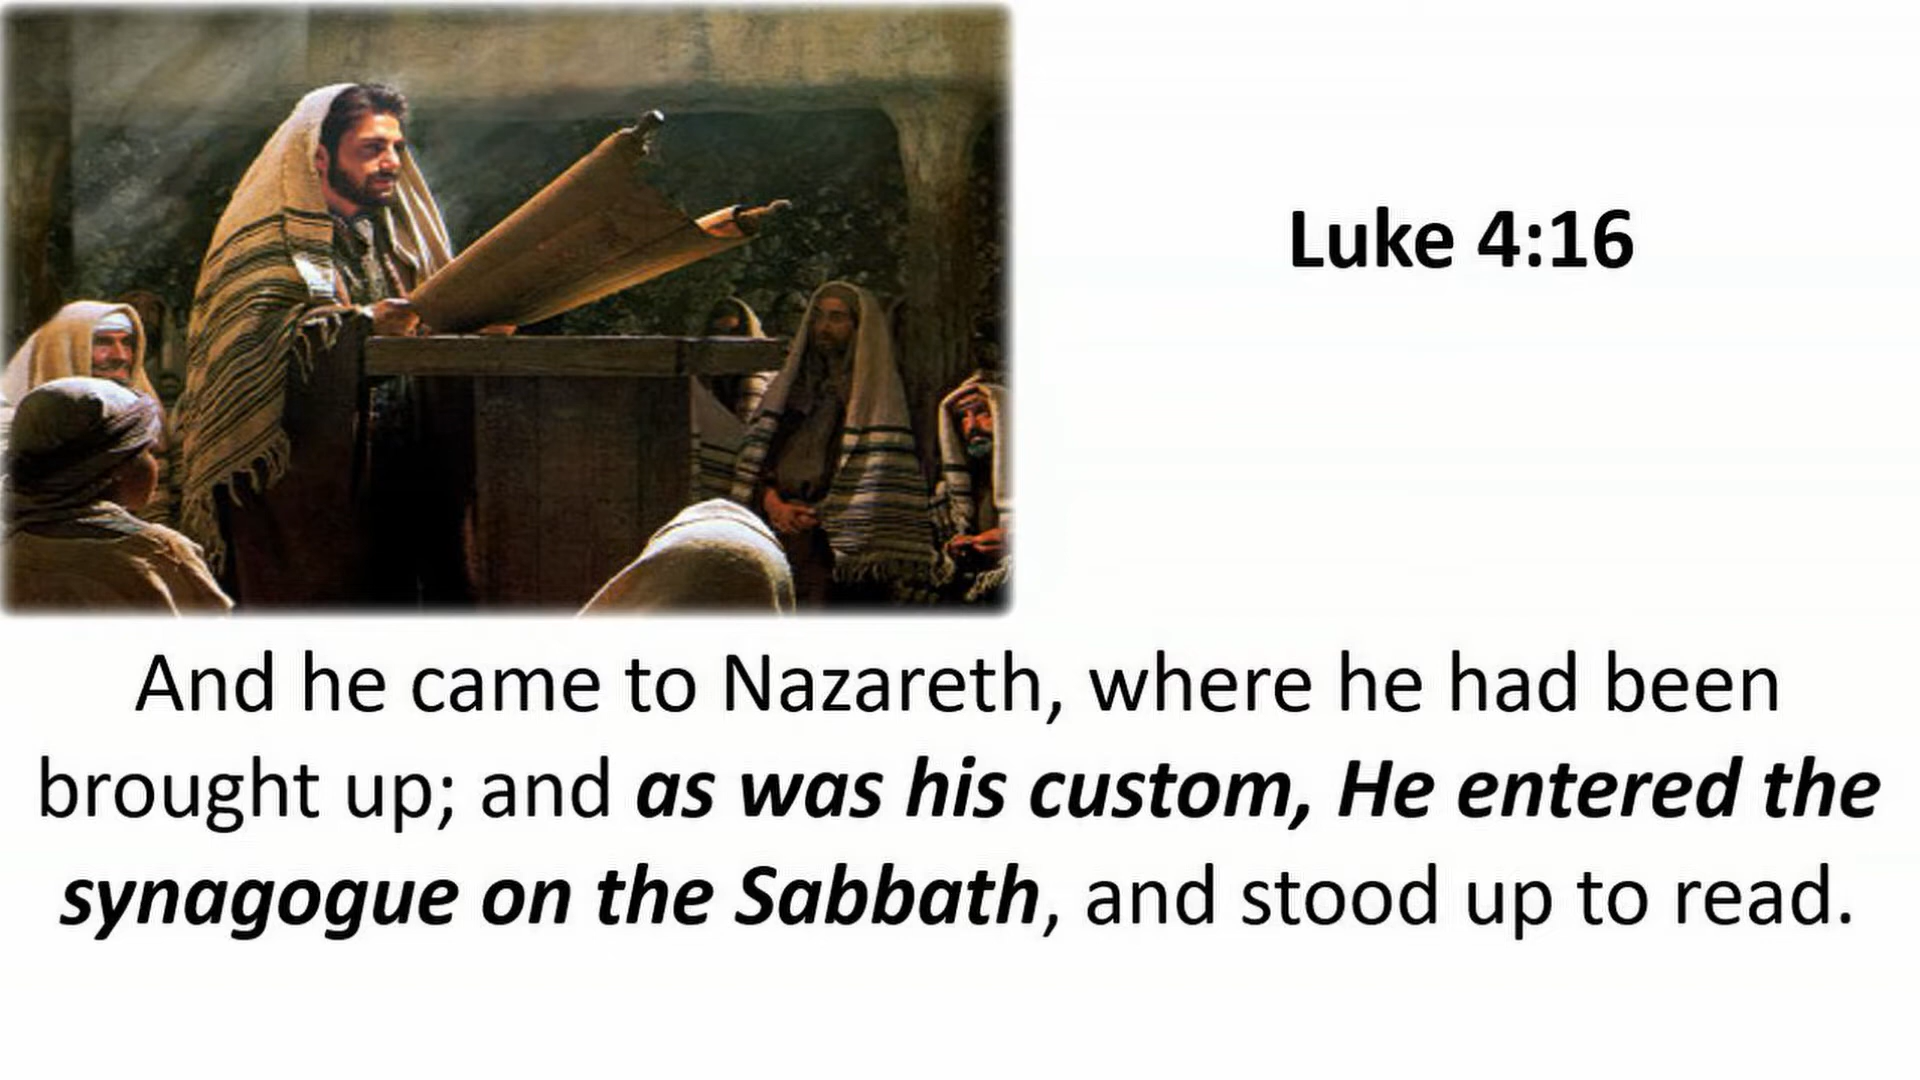 Luke 4:16
And he came to Nazareth, where he had been
brought up; and as was his custom, He entered the
synagogue on the Sabbath, and stood up to read.